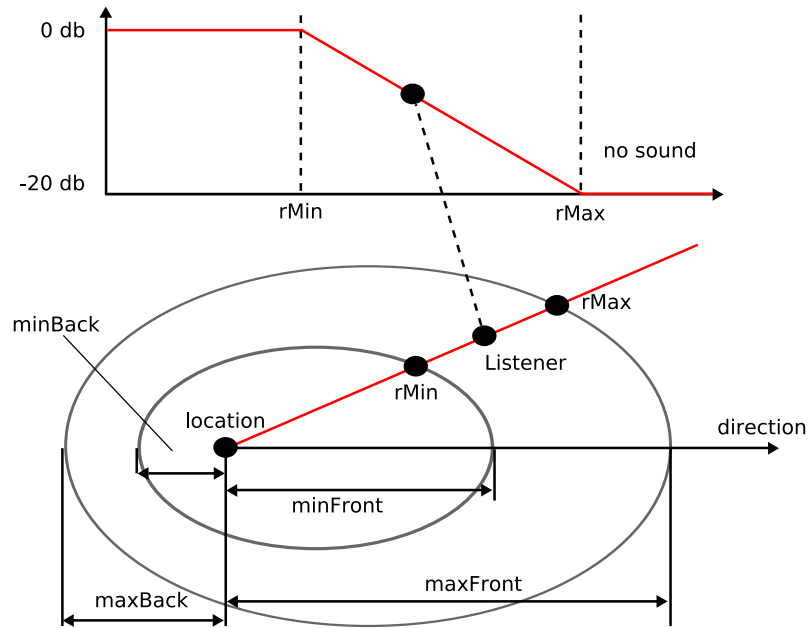 0 db
-20 db
no sound
rMin
rMax
rMax
minBack
Listener
rMin
location
direction
minFront
maxFront
maxBack